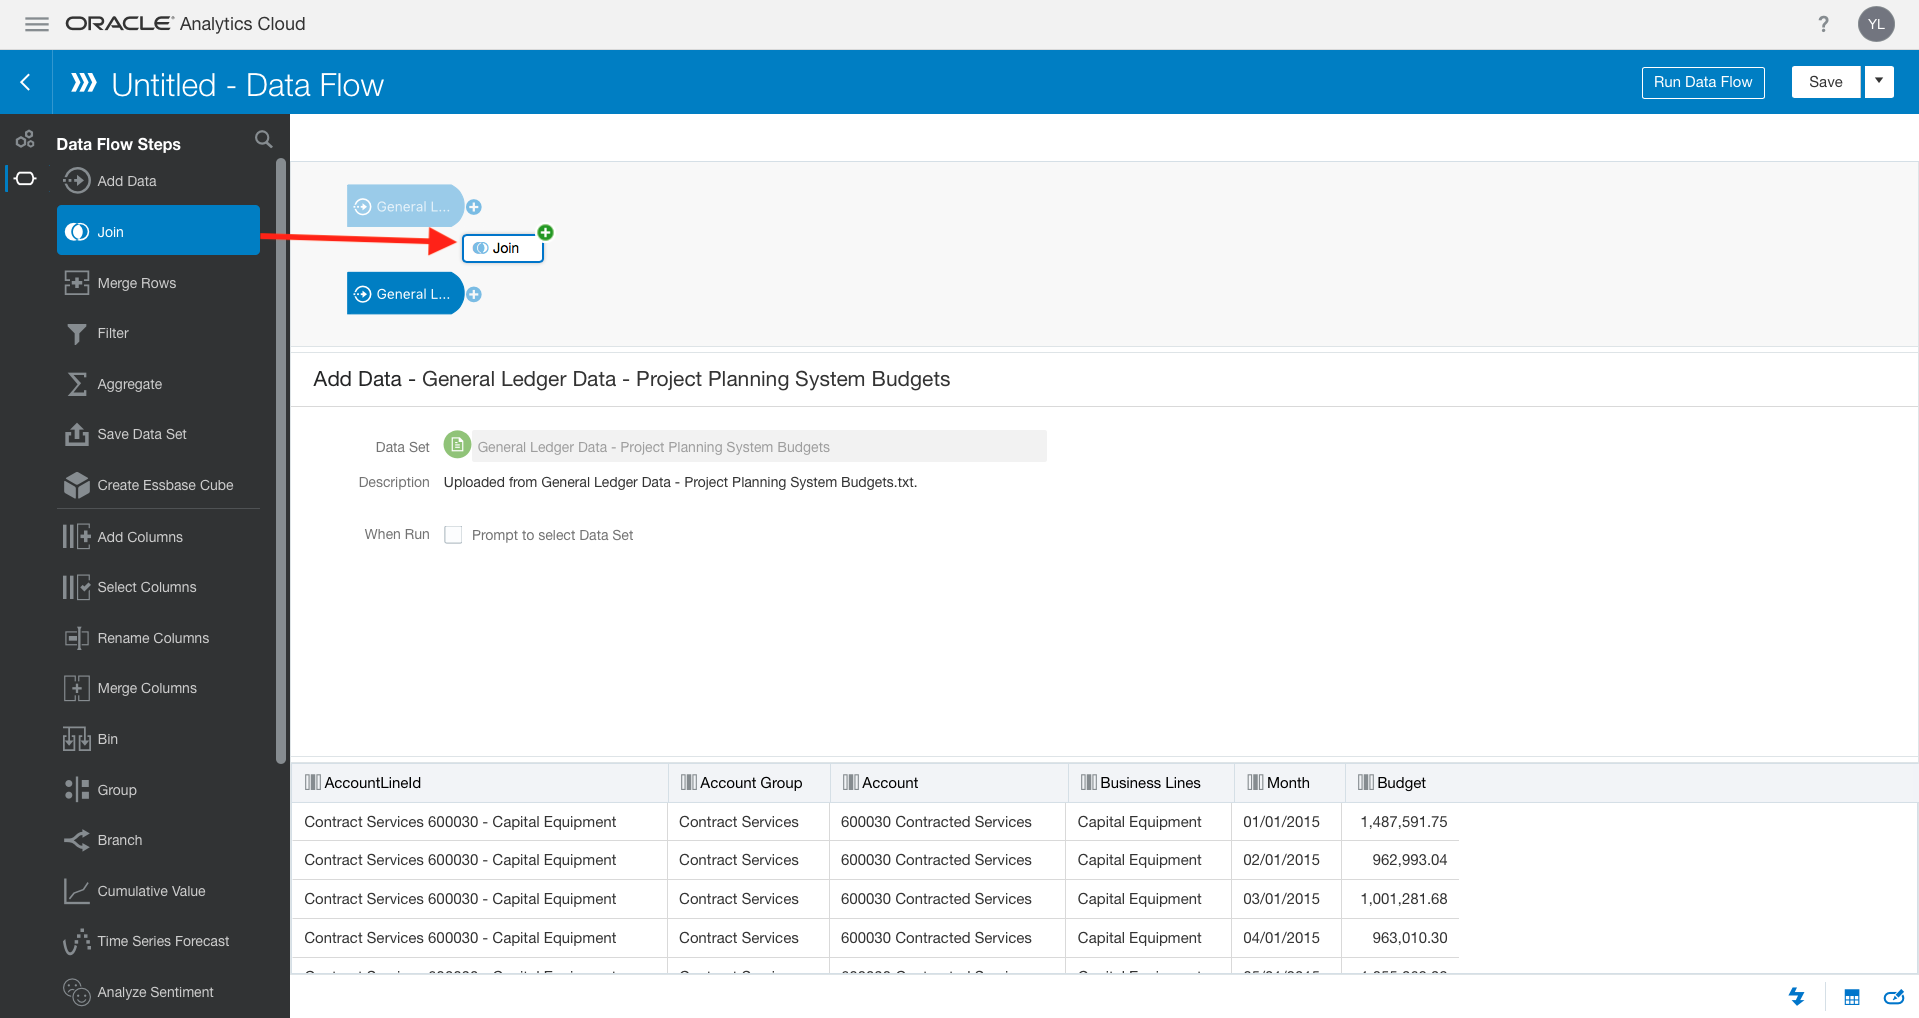 ORACLE Analytics Cloud
? YL
Untitled - Data Flow
Run Data Flow
Save
Data Flow Steps
Add Data
Join
Merge Rows
Filter
Aggregate
Save Data Set
Create Essbase Cube
Add Columns
Select Columns
Rename Columns
Merge Columns
Bin
Group
Branch
Cumulative Value
Time Series Forecast
Analyze Sentiment
General L...
Join
General L...
Add Data - General Ledger Data - Project Planning System Budgets
Data Set General Ledger Data - Project Planning System Budgets
Description Uploaded from General Ledger Data - Project Planning System Budgets.txt.
When Run Prompt to select Data Set
AccountLineId Account Group Account Business Lines Month Budget
Contract Services 600030 - Capital Equipment Contract Services 600030 Contracted Services Capital Equipment 01/01/2015 1,487,591.75
Contract Services 600030 - Capital Equipment Contract Services 600030 Contracted Services Capital Equipment 02/01/2015 962,993.04
Contract Services 600030 - Capital Equipment Contract Services 600030 Contracted Services Capital Equipment 03/01/2015 1,001,281.68
Contract Services 600030 - Capital Equipment Contract Services 600030 Contracted Services Capital Equipment 04/01/2015 963,010.30